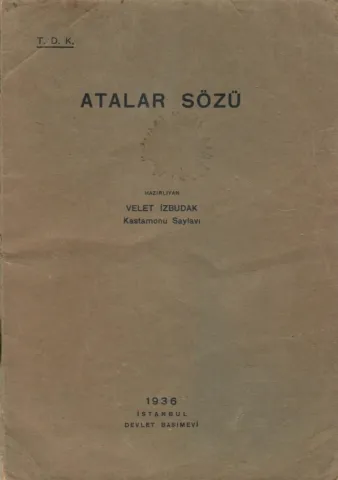 T. D. K.
ATALAR SÖZÜ
HAZIRLIYAN
VELET İZBUDAK
Kastamonu Saylavı
1936
İSTANBUL
DEVLET BASIMEVİ